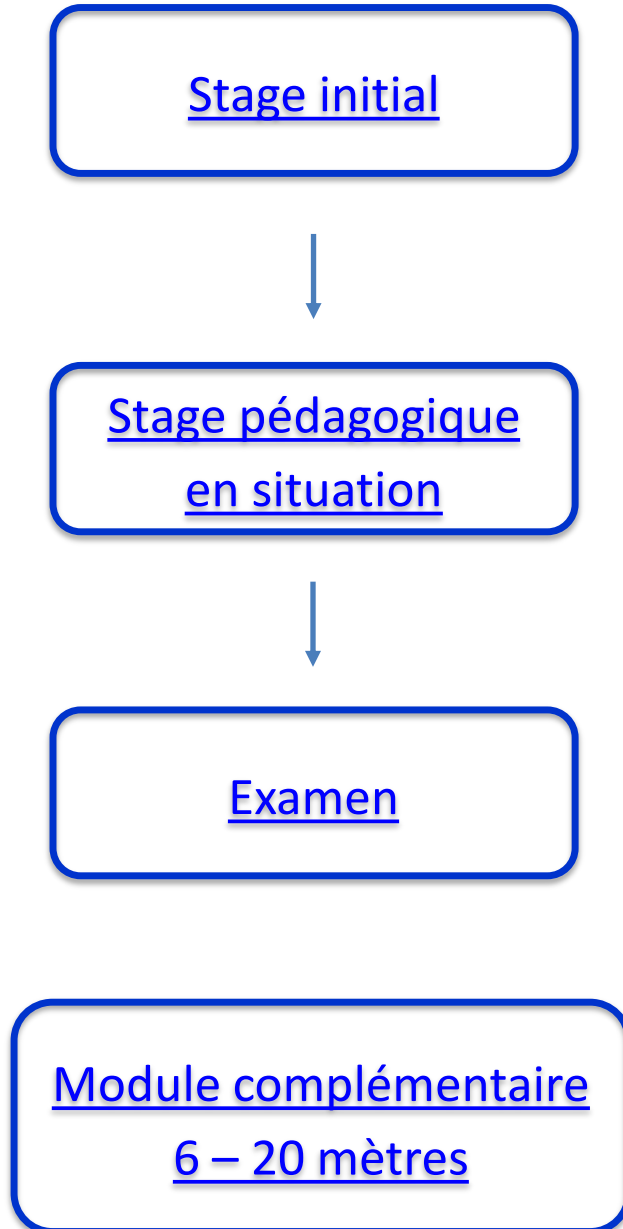 Stage initial
Stage pédagogique
en situation
Examen
Module complémentaire
6 – 20 mètres